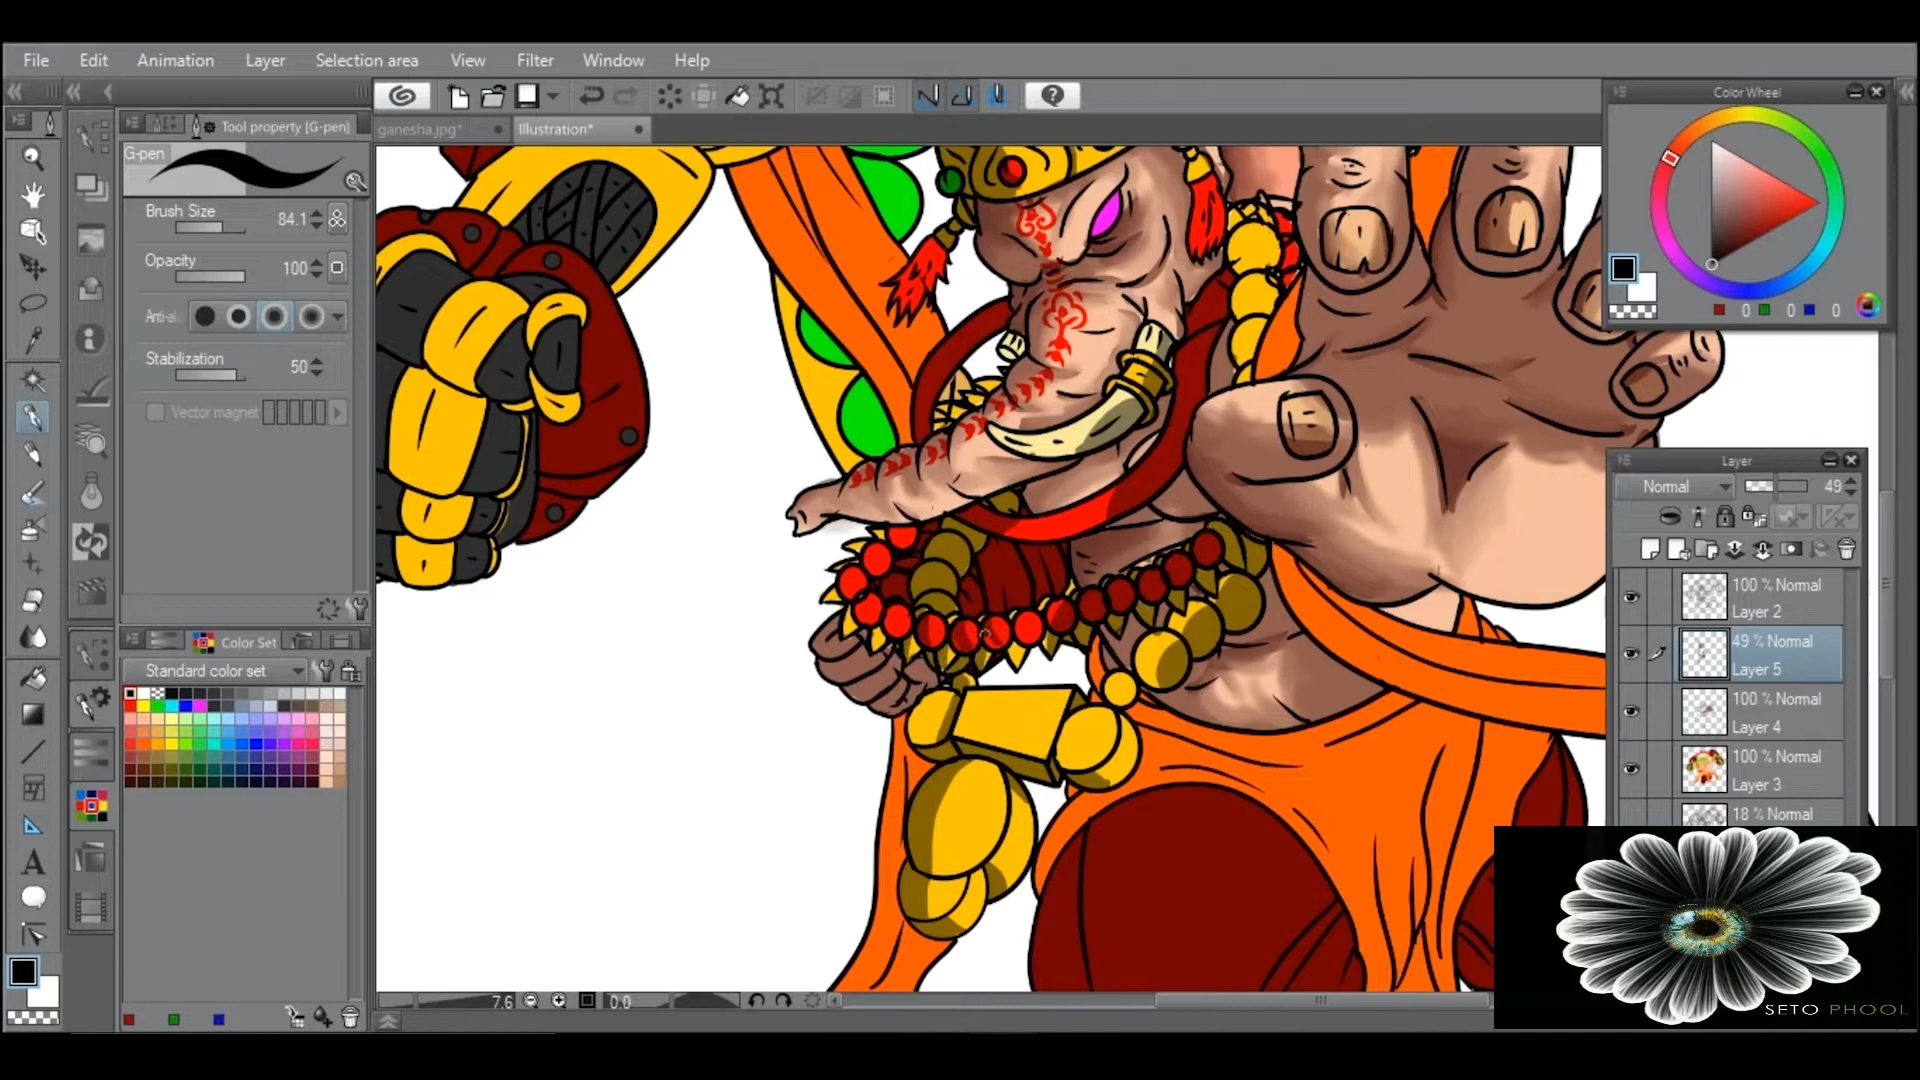 File Edit Animation Layer Selection area View Filter Window Help
Color Wheel
Tool property [G-pen]
ganesha.jpg* Illustration*
G-pen
Brush Size 84.1
Opacity 100
Stabilization 50
Vector magnet
0 0 0
Layer
Normal 49
100 % Normal
Layer 2
49 % Normal
Layer 5
100 % Normal
Layer 4
100 % Normal
Layer 3
18 % Normal
Color Set
Standard color set
7.6 0.0
SETO PHOOL